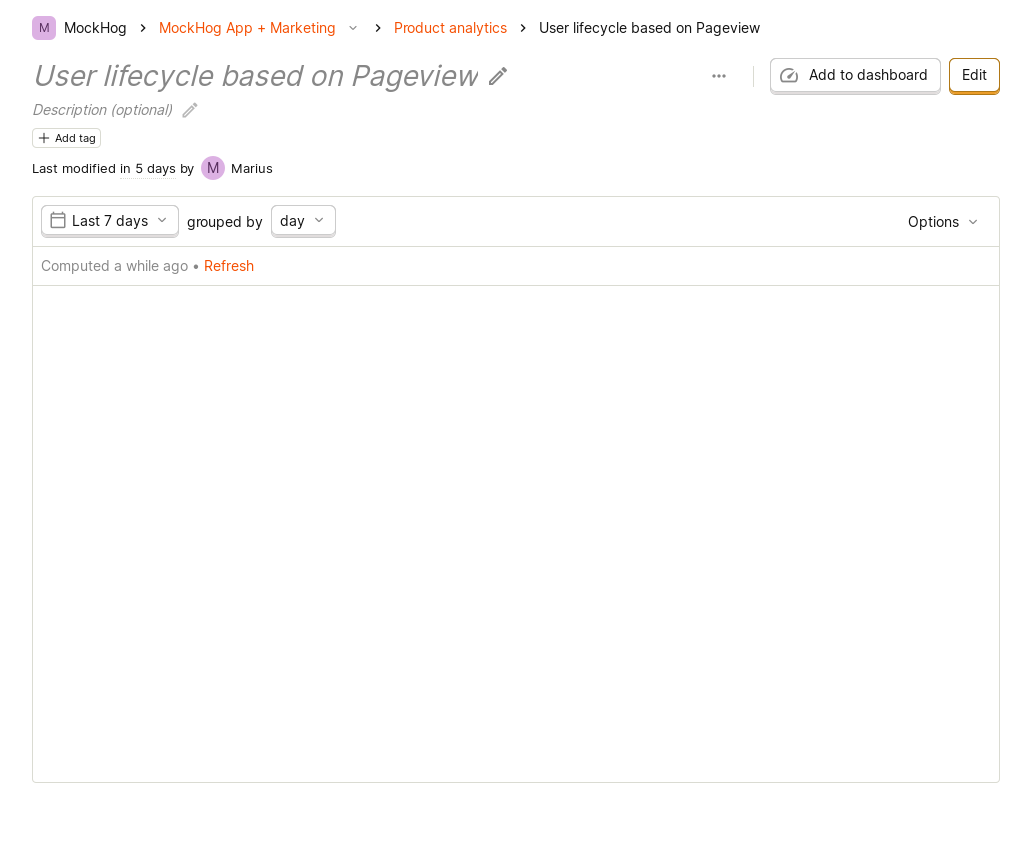 M MockHog MockHog App + Marketing Product analytics User lifecycle based on Pageview
User lifecycle based on Pageview
Add to dashboard Edit
Description (optional)
Add tag
Last modified in 5 days by M Marius
Last 7 days grouped by day Options
Computed a while ago • Refresh